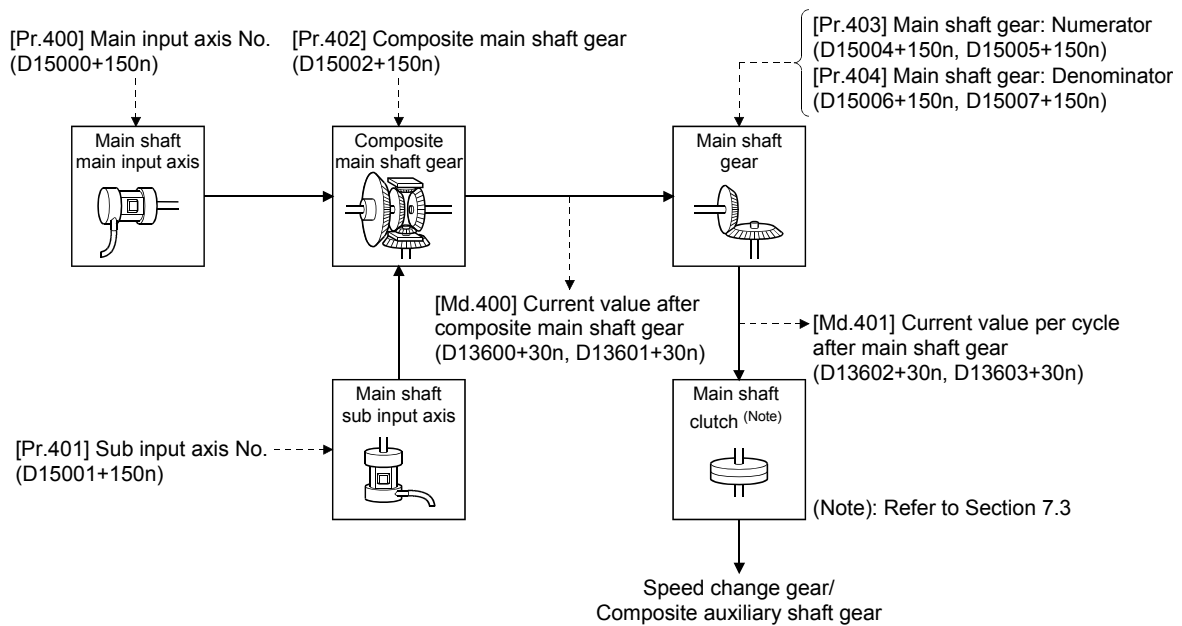 [Pr.400] Main input axis No.
(D15000+150n)
[Pr.402] Composite main shaft gear
(D15002+150n)
[Pr.403] Main shaft gear: Numerator
(D15004+150n, D15005+150n)
[Pr.404] Main shaft gear: Denominator
(D15006+150n, D15007+150n)
Main shaft
main input axis
Composite
main shaft gear
Main shaft
gear
[Md.400] Current value after
composite main shaft gear
(D13600+30n, D13601+30n)
[Md.401] Current value per cycle
after main shaft gear
(D13602+30n, D13603+30n)
[Pr.401] Sub input axis No.
(D15001+150n)
Main shaft
sub input axis
Main shaft
clutch (Note)
(Note): Refer to Section 7.3
Speed change gear/
Composite auxiliary shaft gear